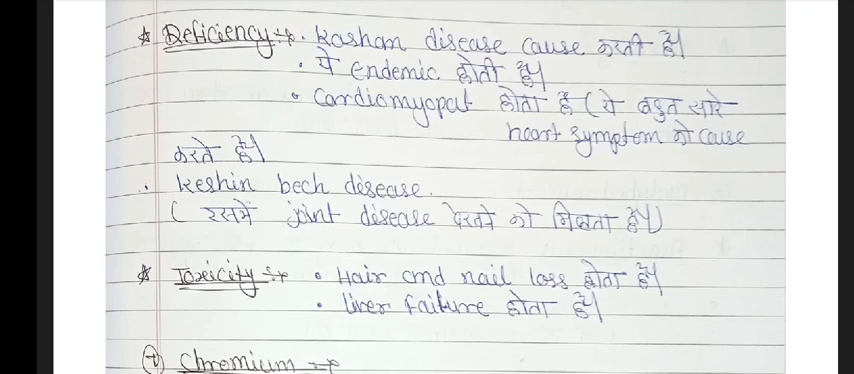 * Deficiency :→ • Kashan disease cause करती है।
• ये Endemic होती है।
• Cardiomyopat होता है (ये बहुत सारे
heart symptom को cause
करते है।
• Keshin bech disease.
( इसमें joint disease देखने को मिलता है।)
* Toxicity :→ • Hair and nail loss होता है।
• liver failure होता है।
(7) Chromium :→